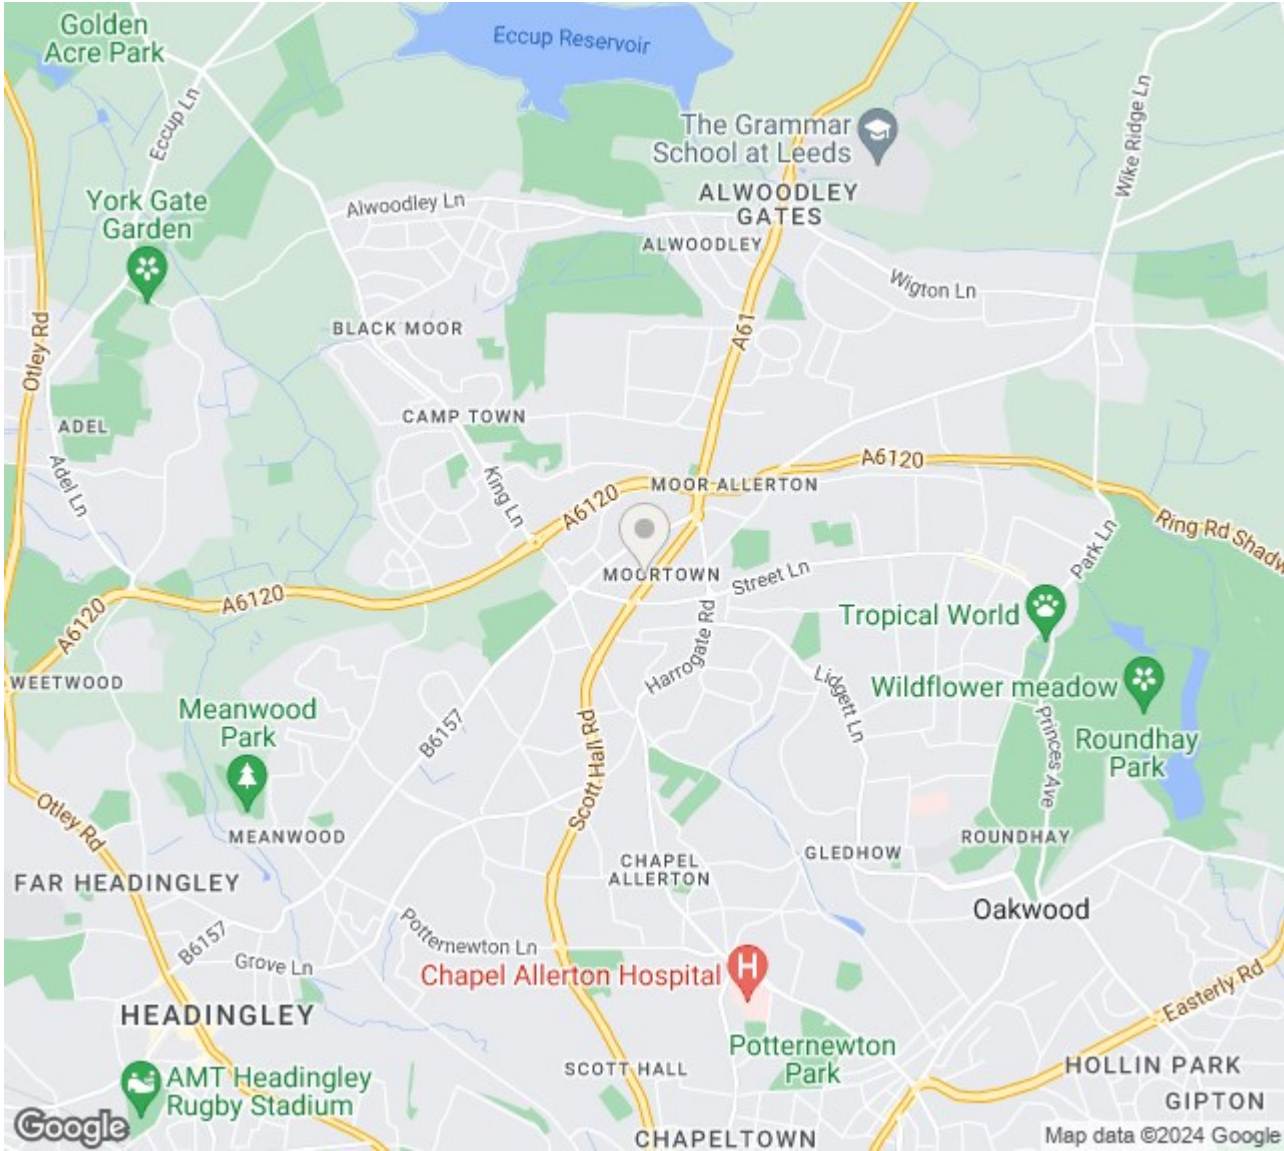 Golden
Acre Park
Eccup Reservoir
Eccup Ln
The Grammar
School at Leeds
Wike Ridge Ln
York Gate
Garden
Alwoodley Ln
ALWOODLEY
GATES
ALWOODLEY
Wigton Ln
Otley Rd
BLACK MOOR
A61
ADEL
CAMP TOWN
Adel Ln
King Ln
A6120
MOOR ALLERTON
A6120
Ring Rd Shadw
Park Ln
MOORTOWN
Street Ln
A6120
A6120
Tropical World
Harrogate Rd
Lidgett Ln
WEETWOOD
Wildflower meadow
Meanwood
Park
B6157
Scott Hall Rd
Princes Ave
Roundhay
Park
Otley Rd
MEANWOOD
ROUNDHAY
GLEDHOW
CHAPEL
ALLERTON
FAR HEADINGLEY
Oakwood
Potternewton Ln
B6157
Grove Ln
Chapel Allerton Hospital
H
Easterly Rd
HEADINGLEY
Potternewton
Park
SCOTT HALL
HOLLIN PARK
AMT Headingley
Rugby Stadium
GIPTON
CHAPELTOWN
Google
Map data ©2024 Google